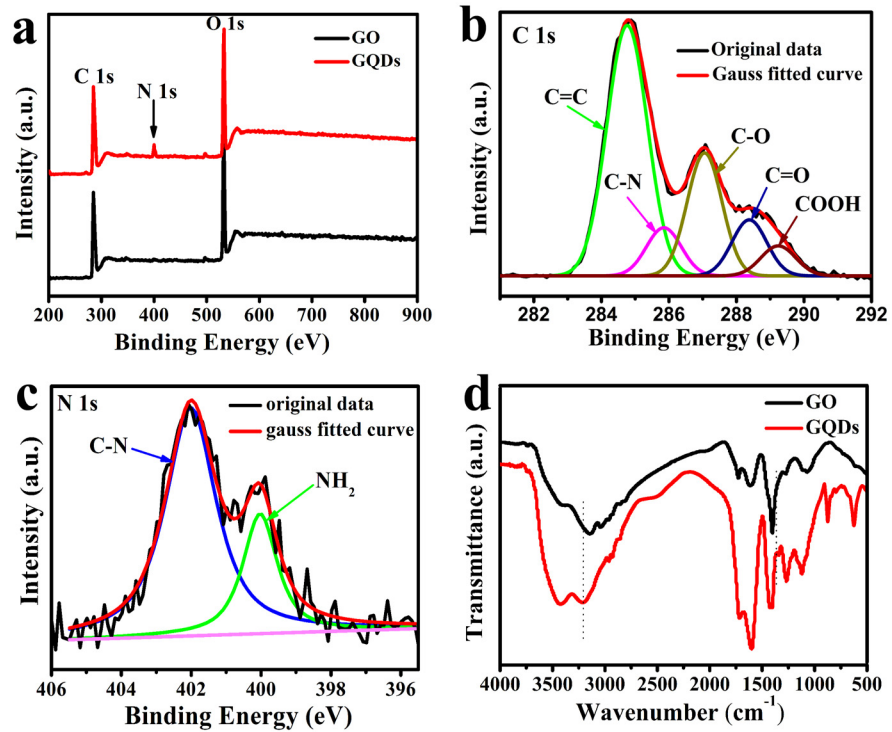 a
Intensity (a.u.)
C 1s
N 1s
O 1s
GO
GQDs
200 300 400 500 600 700 800 900
Binding Energy (eV)
b
Intensity (a.u.)
C 1s
Original data
Gauss fitted curve
C=C
C-N
C-O
C=O
COOH
282 284 286 288 290 292
Binding Energy (eV)
c
Intensity (a.u.)
N 1s
original data
gauss fitted curve
C-N
NH2
406 404 402 400 398 396
Binding Energy (eV)
d
Transmittance (a.u.)
GO
GQDs
4000 3500 3000 2500 2000 1500 1000 500
Wavenumber (cm-1)